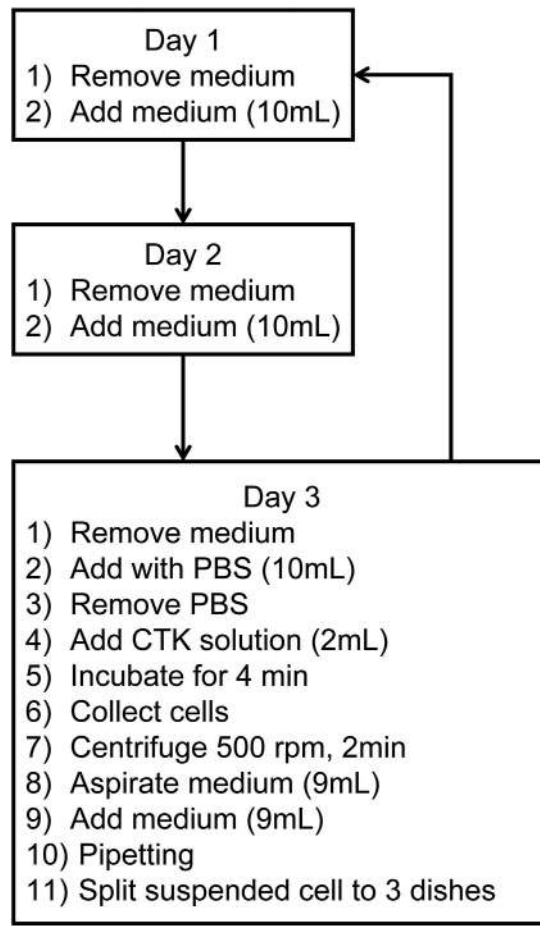 Day 1
1) Remove medium
2) Add medium (10mL)
Day 2
1) Remove medium
2) Add medium (10mL)
Day 3
1) Remove medium
2) Add with PBS (10mL)
3) Remove PBS
4) Add CTK solution (2mL)
5) Incubate for 4 min
6) Collect cells
7) Centrifuge 500 rpm, 2min
8) Aspirate medium (9mL)
9) Add medium (9mL)
10) Pipetting
11) Split suspended cell to 3 dishes